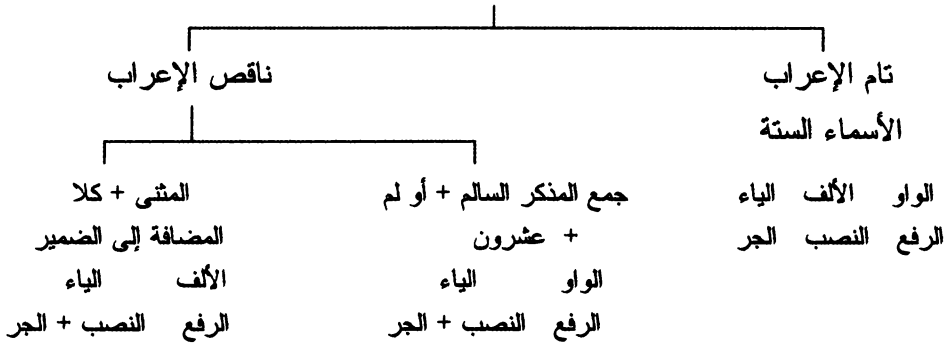 تام الإعراب
الأسماء الستة
الواو الألف الياء
الرفع النصب الجر
ناقص الإعراب
جمع المذكر السالم + أو لم
+ عشرون
الواو الياء
الرفع النصب + الجر
المثنى + كلا
المضافة إلى الضمير
الألف الياء
الرفع النصب + الجر